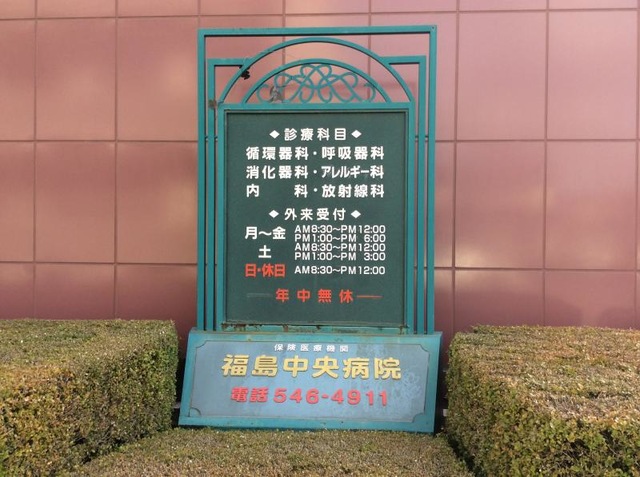 ◆診療科目◆
循環器科・呼吸器科
消化器科・アレルギー科
内　　科・放射線科
◆外来受付◆
月〜金 AM8:30〜PM12:00
PM1:00〜PM 6:00
土 AM8:30〜PM12:00
PM1:00〜PM 3:00
日・休日 AM8:30〜PM12:00
年中無休
保険医療機関
福島中央病院
電話546-4911